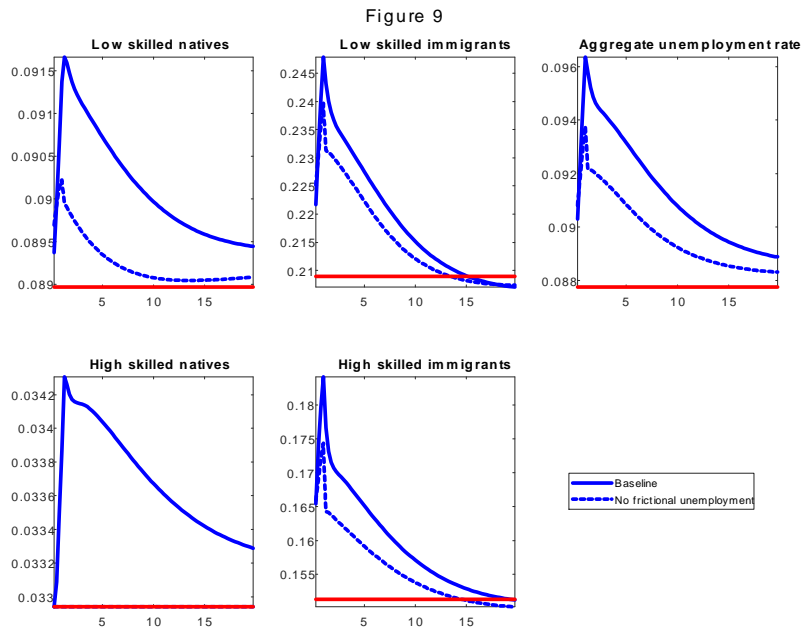 Figure 9
Low skilled natives
0.0915
0.091
0.0905
0.09
0.0895
0.089
5 10 15
Low skilled immigrants
0.245
0.24
0.235
0.23
0.225
0.22
0.215
0.21
5 10 15
Aggregate unemployment rate
0.096
0.094
0.092
0.09
0.088
5 10 15
High skilled natives
0.0342
0.034
0.0338
0.0336
0.0334
0.0332
0.033
5 10 15
High skilled immigrants
0.18
0.175
0.17
0.165
0.16
0.155
5 10 15
Baseline
No frictional unemployment